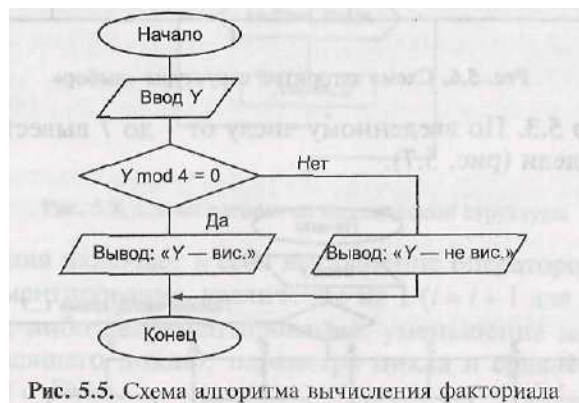 Начало
Ввод Y
Y mod 4 = 0
Нет
Да
Вывод: «Y — вис.»
Вывод: «Y — не вис.»
Конец
Рис. 5.5. Схема алгоритма вычисления факториала